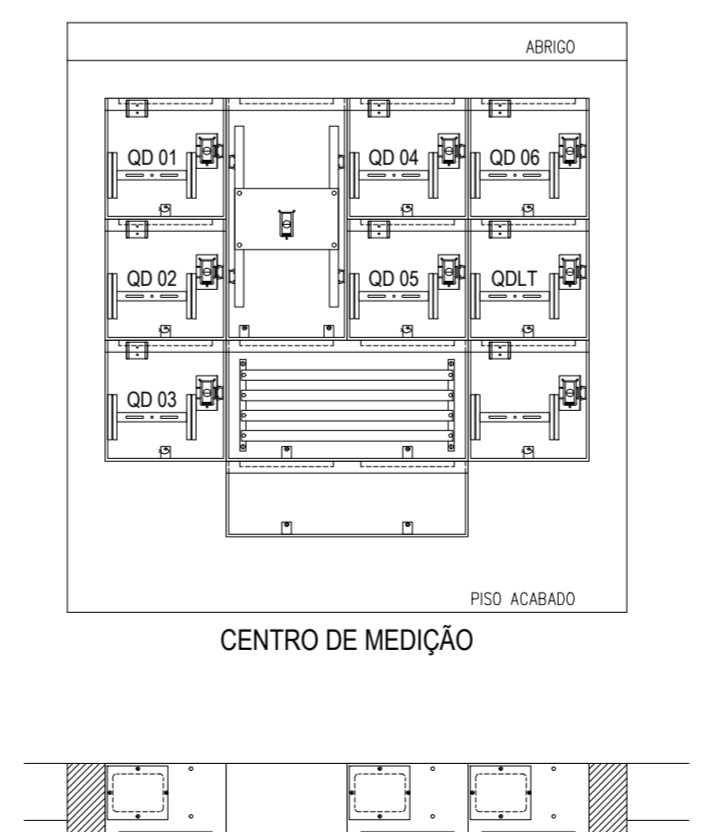 ABRIGO
QD 01
QD 04
QD 06
QD 02
QD 05
QDLT
QD 03
PISO ACABADO
CENTRO DE MEDIÇÃO